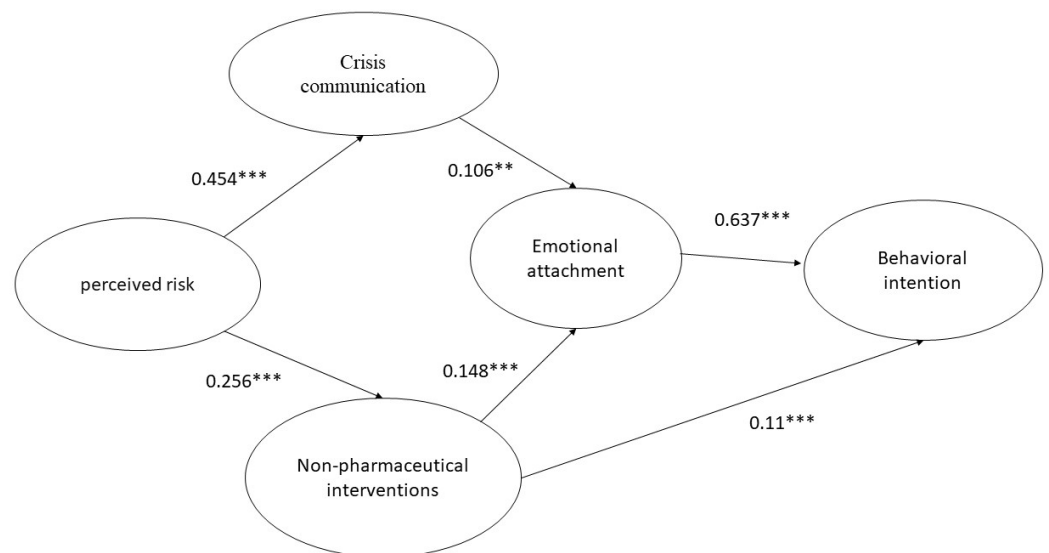 Crisis
communication
0.454***
0.106**
0.637***
Emotional
attachment
Behavioral
intention
perceived risk
0.256***
0.148***
0.11***
Non-pharmaceutical
interventions